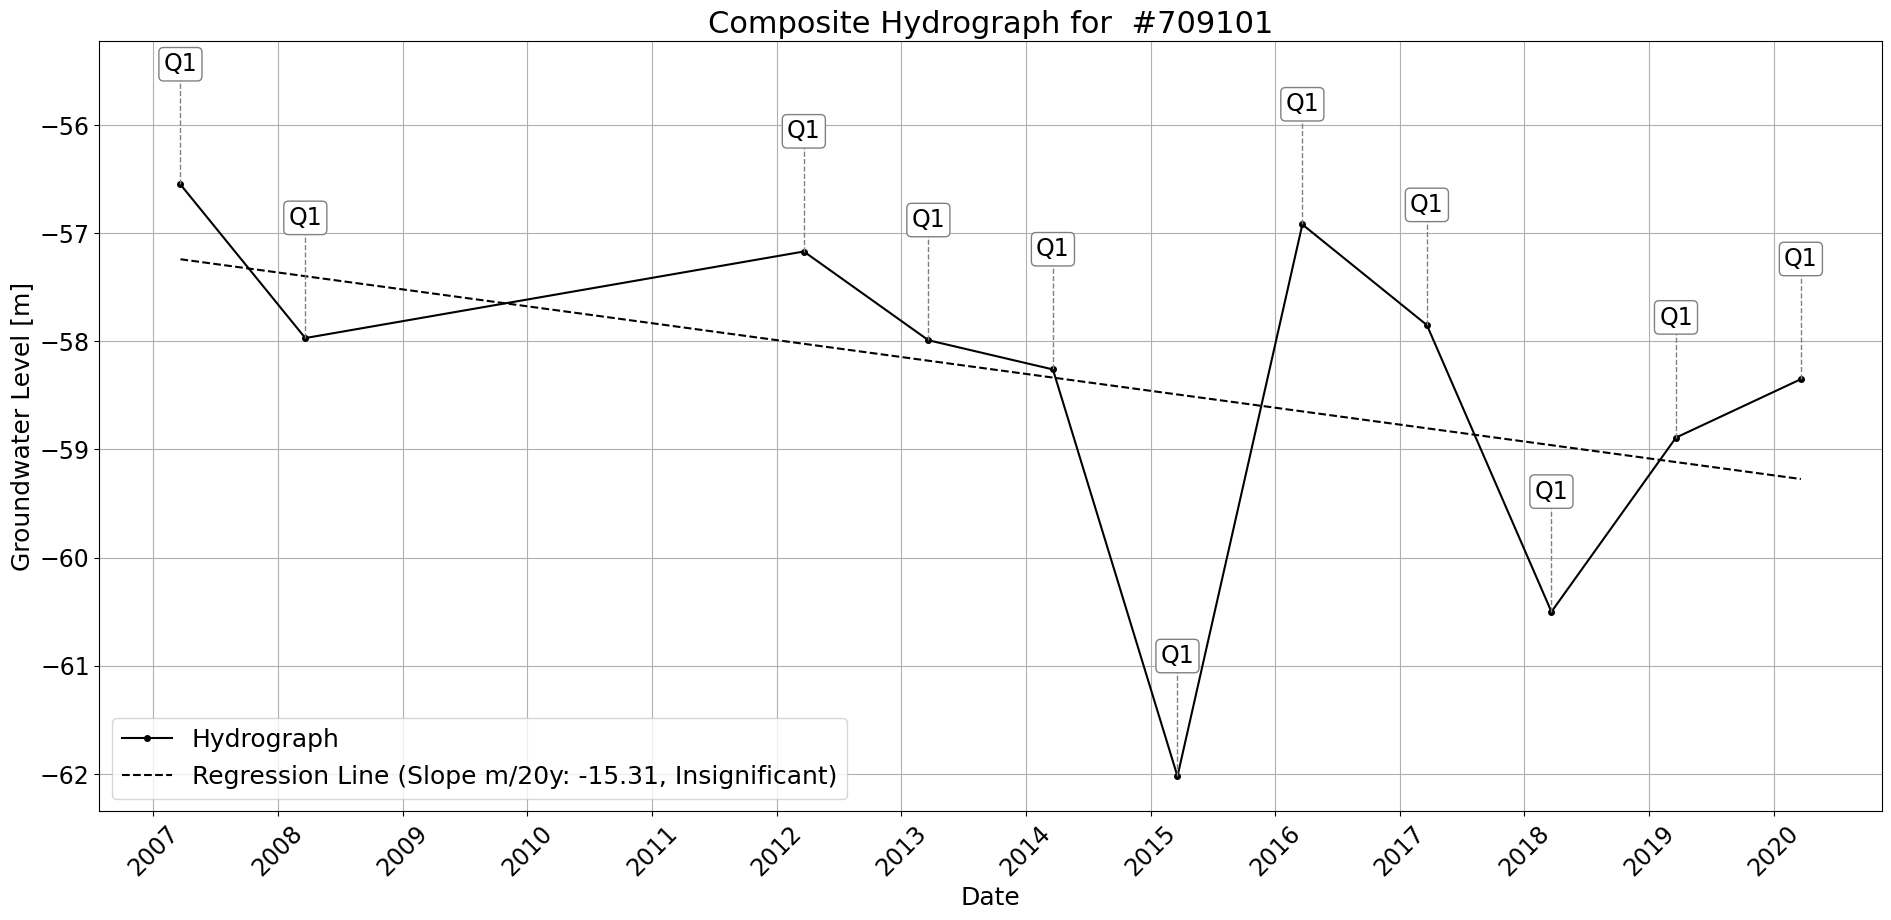 Composite Hydrograph for  #709101
Q1
Q1
Q1
Q1
Q1
Q1
Q1
Q1
Q1
Q1
Q1
−56
−57
−58
−59
−60
−61
−62
Groundwater Level [m]
Hydrograph
Regression Line (Slope m/20y: -15.31, Insignificant)
2007
2008
2009
2010
2011
2012
2013
2014
2015
2016
2017
2018
2019
2020
Date